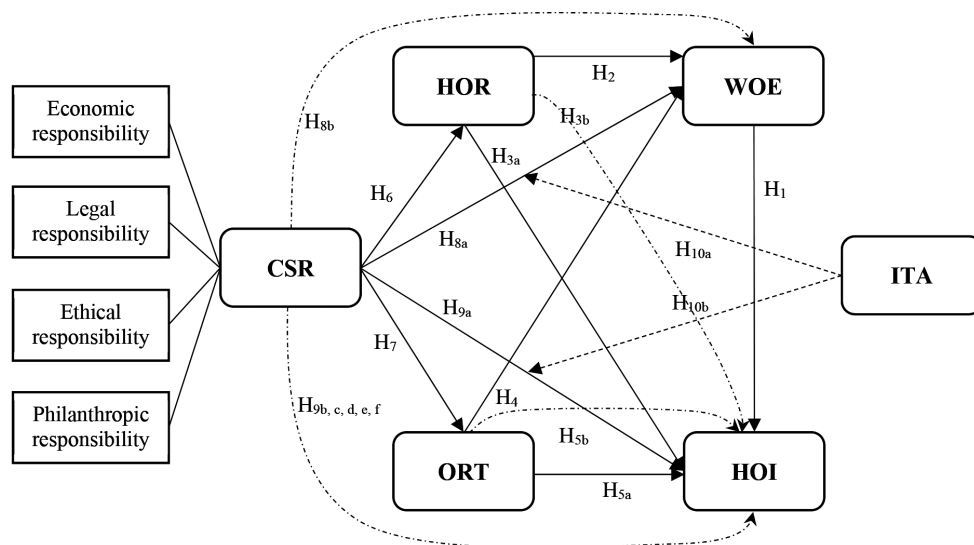 Economic
responsibility
Legal
responsibility
Ethical
responsibility
Philanthropic
responsibility
CSR
HOR
WOE
ORT
HOI
ITA
H8b
H2
H3b
H3a
H6
H8a
H1
H10a
H9a
H10b
H7
H9b, c, d, e, f
H4
H5b
H5a